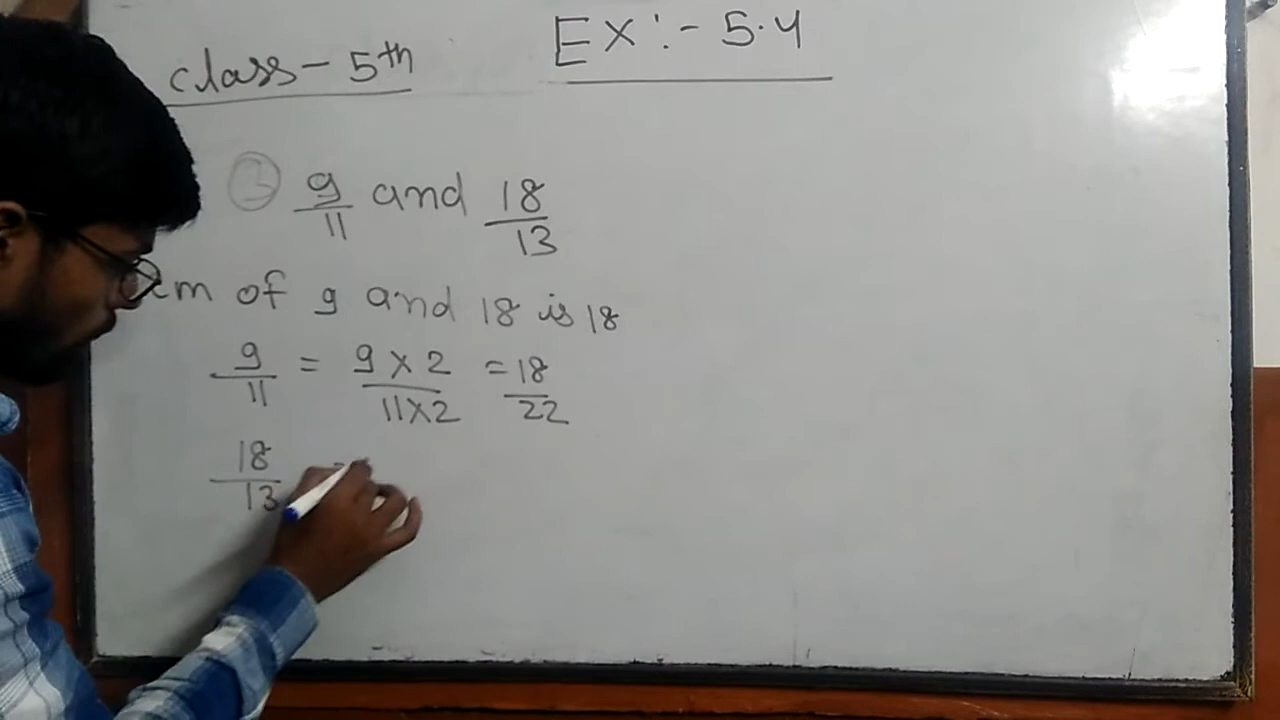 Class - 5th
Ex :- 5.4
9/11 and 18/13
m of 9 and 18 is 18
9/11 = 9 × 2 / 11 × 2 = 18/22
18/13 =